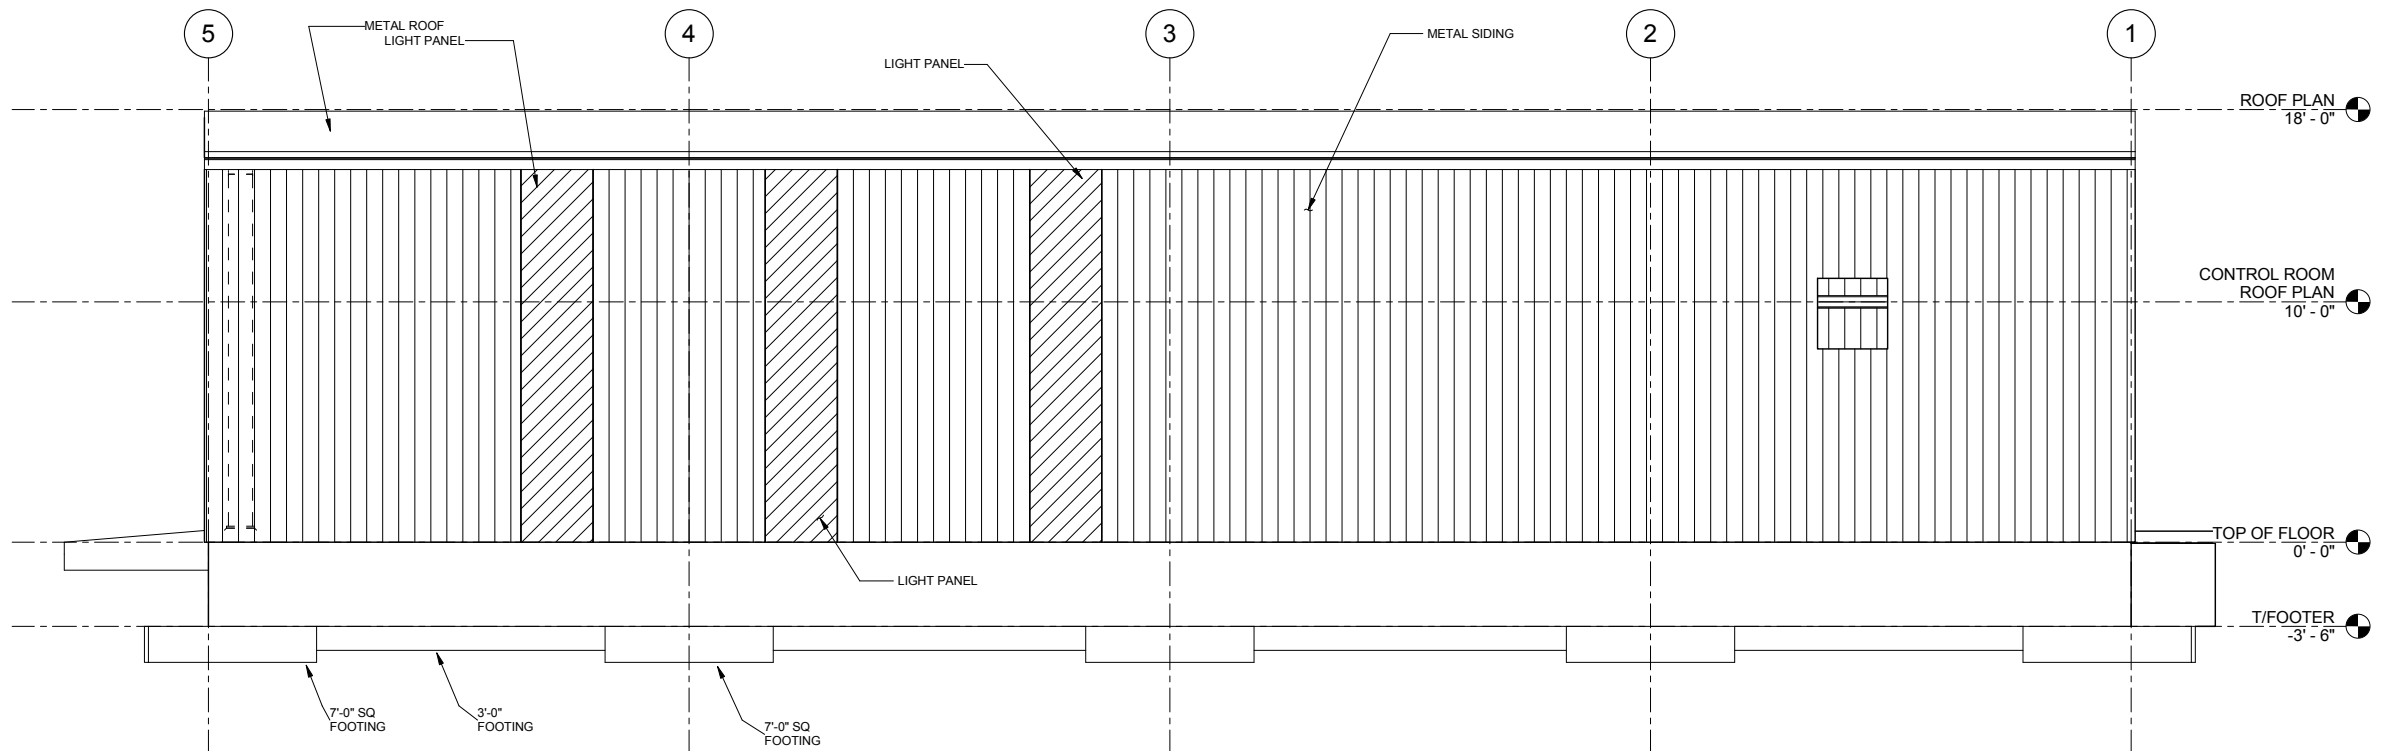 5
4
3
2
1
METAL ROOF
LIGHT PANEL
LIGHT PANEL
METAL SIDING
ROOF PLAN
18' - 0"
CONTROL ROOM
ROOF PLAN
10' - 0"
TOP OF FLOOR
0' - 0"
LIGHT PANEL
T/FOOTER
-3' - 6"
7'-0" SQ
FOOTING
3'-0"
FOOTING
7'-0" SQ
FOOTING